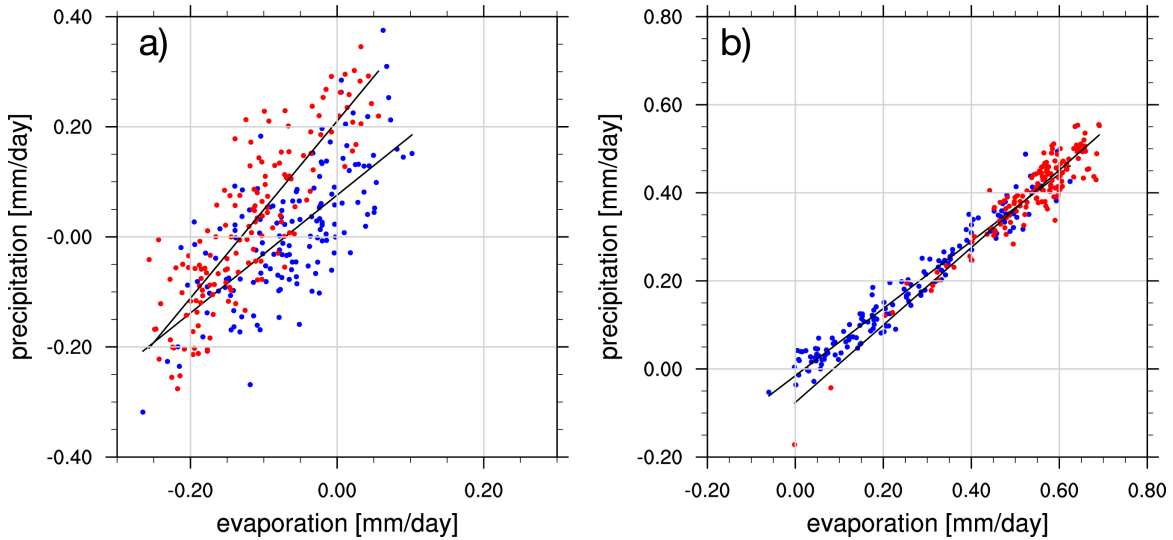 a)
0.40
0.20
-0.00
-0.20
-0.40
precipitation [mm/day]
-0.20 0.00 0.20
evaporation [mm/day]
b)
0.80
0.60
0.40
0.20
0.00
-0.20
precipitation [mm/day]
-0.20 0.00 0.20 0.40 0.60 0.80
evaporation [mm/day]